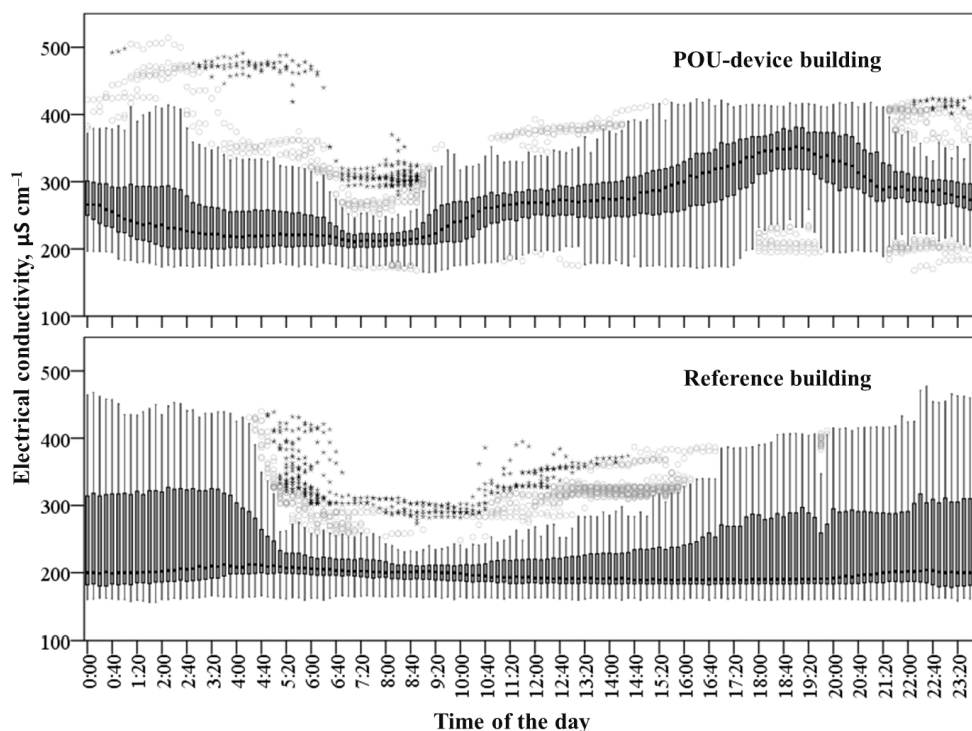 500
POU-device building
400
300
200
100
Electrical conductivity, µS cm⁻¹
500
Reference building
400
300
200
100
0:00 0:40 1:20 2:00 2:40 3:20 4:00 4:40 5:20 6:00 6:40 7:20 8:00 8:40 9:20 10:00 10:40 11:20 12:00 12:40 13:20 14:00 14:40 15:20 16:00 16:40 17:20 18:00 18:40 19:20 20:00 20:40 21:20 22:00 22:40 23:20
Time of the day